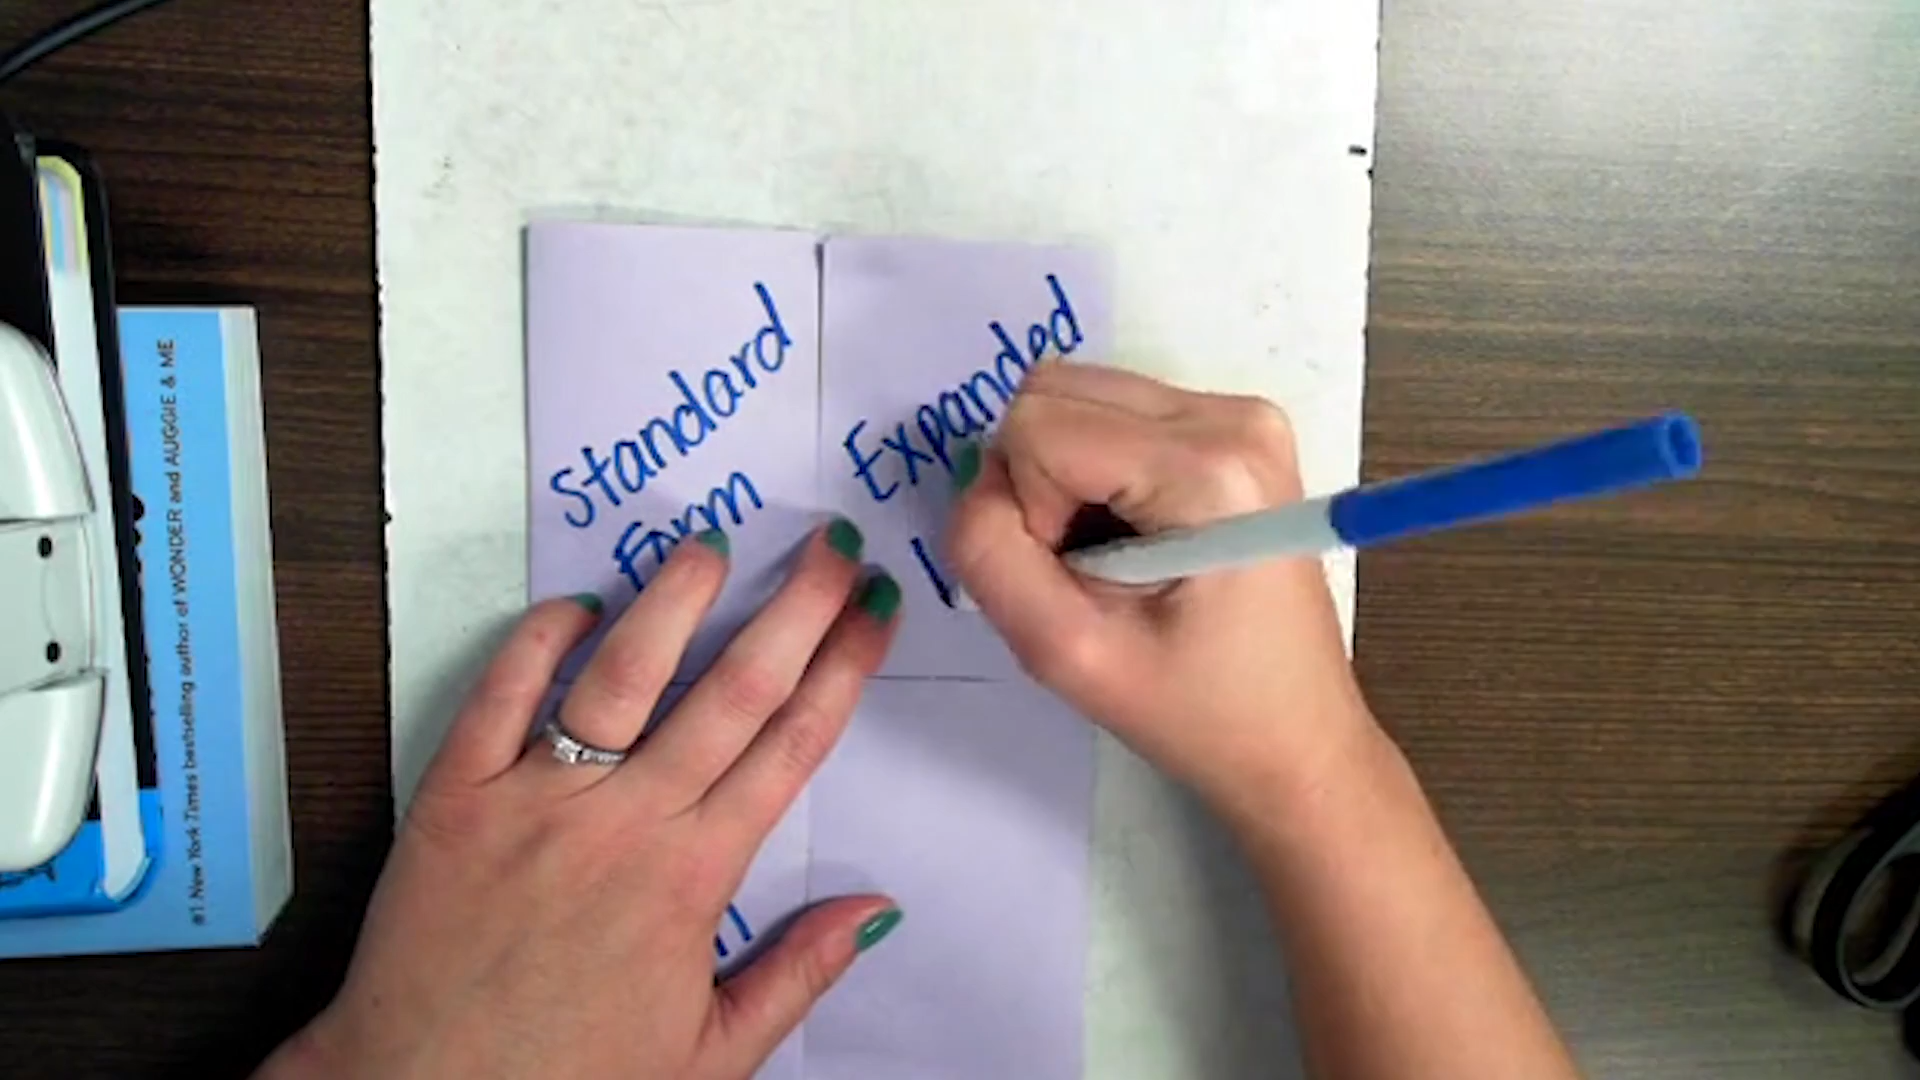 Standard
Form
Expanded
#1 New York Times bestselling author of WONDER and AUGGIE & ME